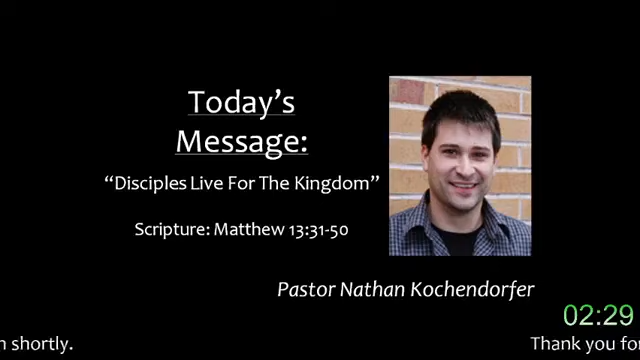 Today’s
Message:
“Disciples Live For The Kingdom”
Scripture: Matthew 13:31-50
Pastor Nathan Kochendorfer
02:29
shortly.
Thank you for